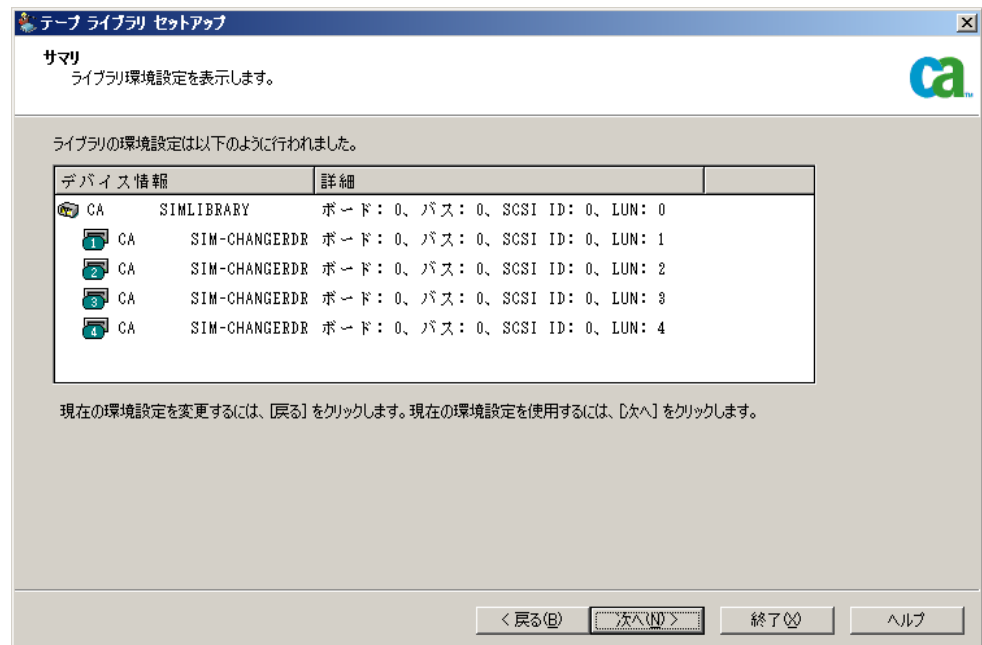 テープ ライブラリ セットアップ
サマリ
ライブラリ環境設定を表示します。
ca
TM
ライブラリの環境設定は以下のように行われました。
デバイス情報 詳細
CA SIMLIBRARY ボード: 0、バス: 0、SCSI ID: 0、LUN: 0
1 CA SIM-CHANGERDR ボード: 0、バス: 0、SCSI ID: 0、LUN: 1
2 CA SIM-CHANGERDR ボード: 0、バス: 0、SCSI ID: 0、LUN: 2
3 CA SIM-CHANGERDR ボード: 0、バス: 0、SCSI ID: 0、LUN: 3
4 CA SIM-CHANGERDR ボード: 0、バス: 0、SCSI ID: 0、LUN: 4
現在の環境設定を変更するには、[戻る] をクリックします。現在の環境設定を使用するには、[次へ] をクリックします。
< 戻る(B) 次へ(N) > 終了(X) ヘルプ